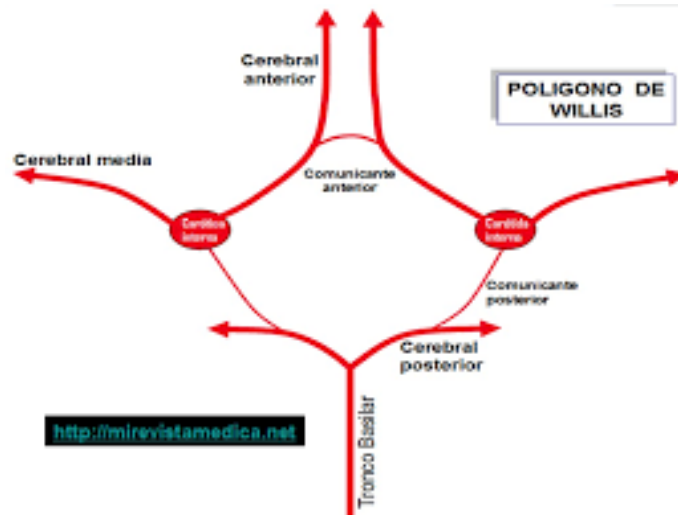 Cerebral
anterior
POLIGONO DE
WILLIS
Cerebral media
Comunicante
anterior
Carótida
interna
Carótida
interna
Comunicante
posterior
Cerebral
posterior
http://mirevistamedica.net
Tronco Basilar